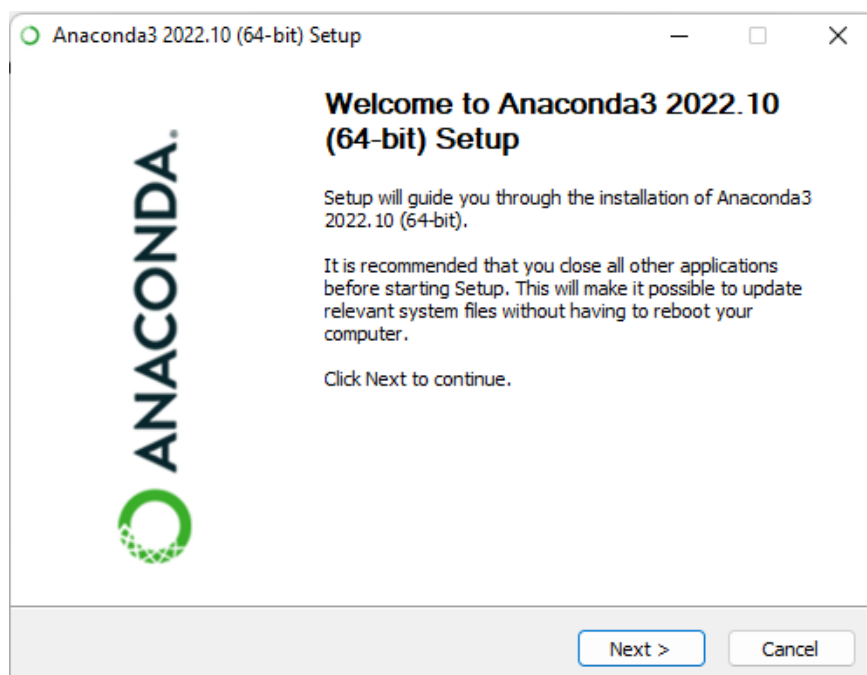 Anaconda3 2022.10 (64-bit) Setup
Welcome to Anaconda3 2022.10
(64-bit) Setup
Setup will guide you through the installation of Anaconda3
2022.10 (64-bit).
It is recommended that you close all other applications
before starting Setup. This will make it possible to update
relevant system files without having to reboot your
computer.
Click Next to continue.
ANACONDA.
Next >
Cancel